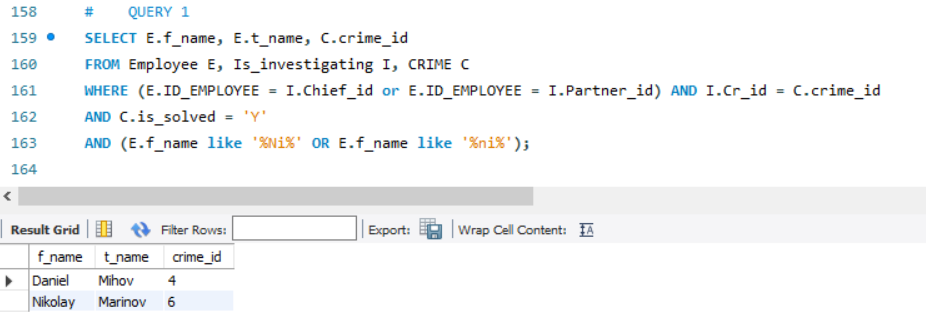 158 # QUERY 1
159 SELECT E.f_name, E.t_name, C.crime_id
160 FROM Employee E, Is_investigating I, CRIME C
161 WHERE (E.ID_EMPLOYEE = I.Chief_id or E.ID_EMPLOYEE = I.Partner_id) AND I.Cr_id = C.crime_id
162 AND C.is_solved = 'Y'
163 AND (E.f_name like '%Ni%' OR E.f_name like '%ni%');
164
Result Grid Filter Rows: Export: Wrap Cell Content: IA
f_name t_name crime_id
Daniel Mihov 4
Nikolay Marinov 6